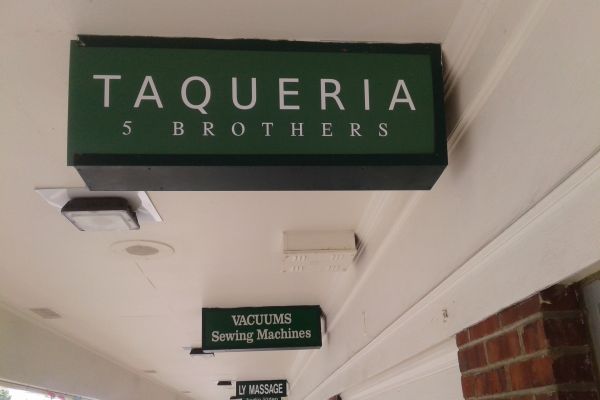 TAQUERIA
5 BROTHERS
VACUUMS
Sewing Machines
LY MASSAGE